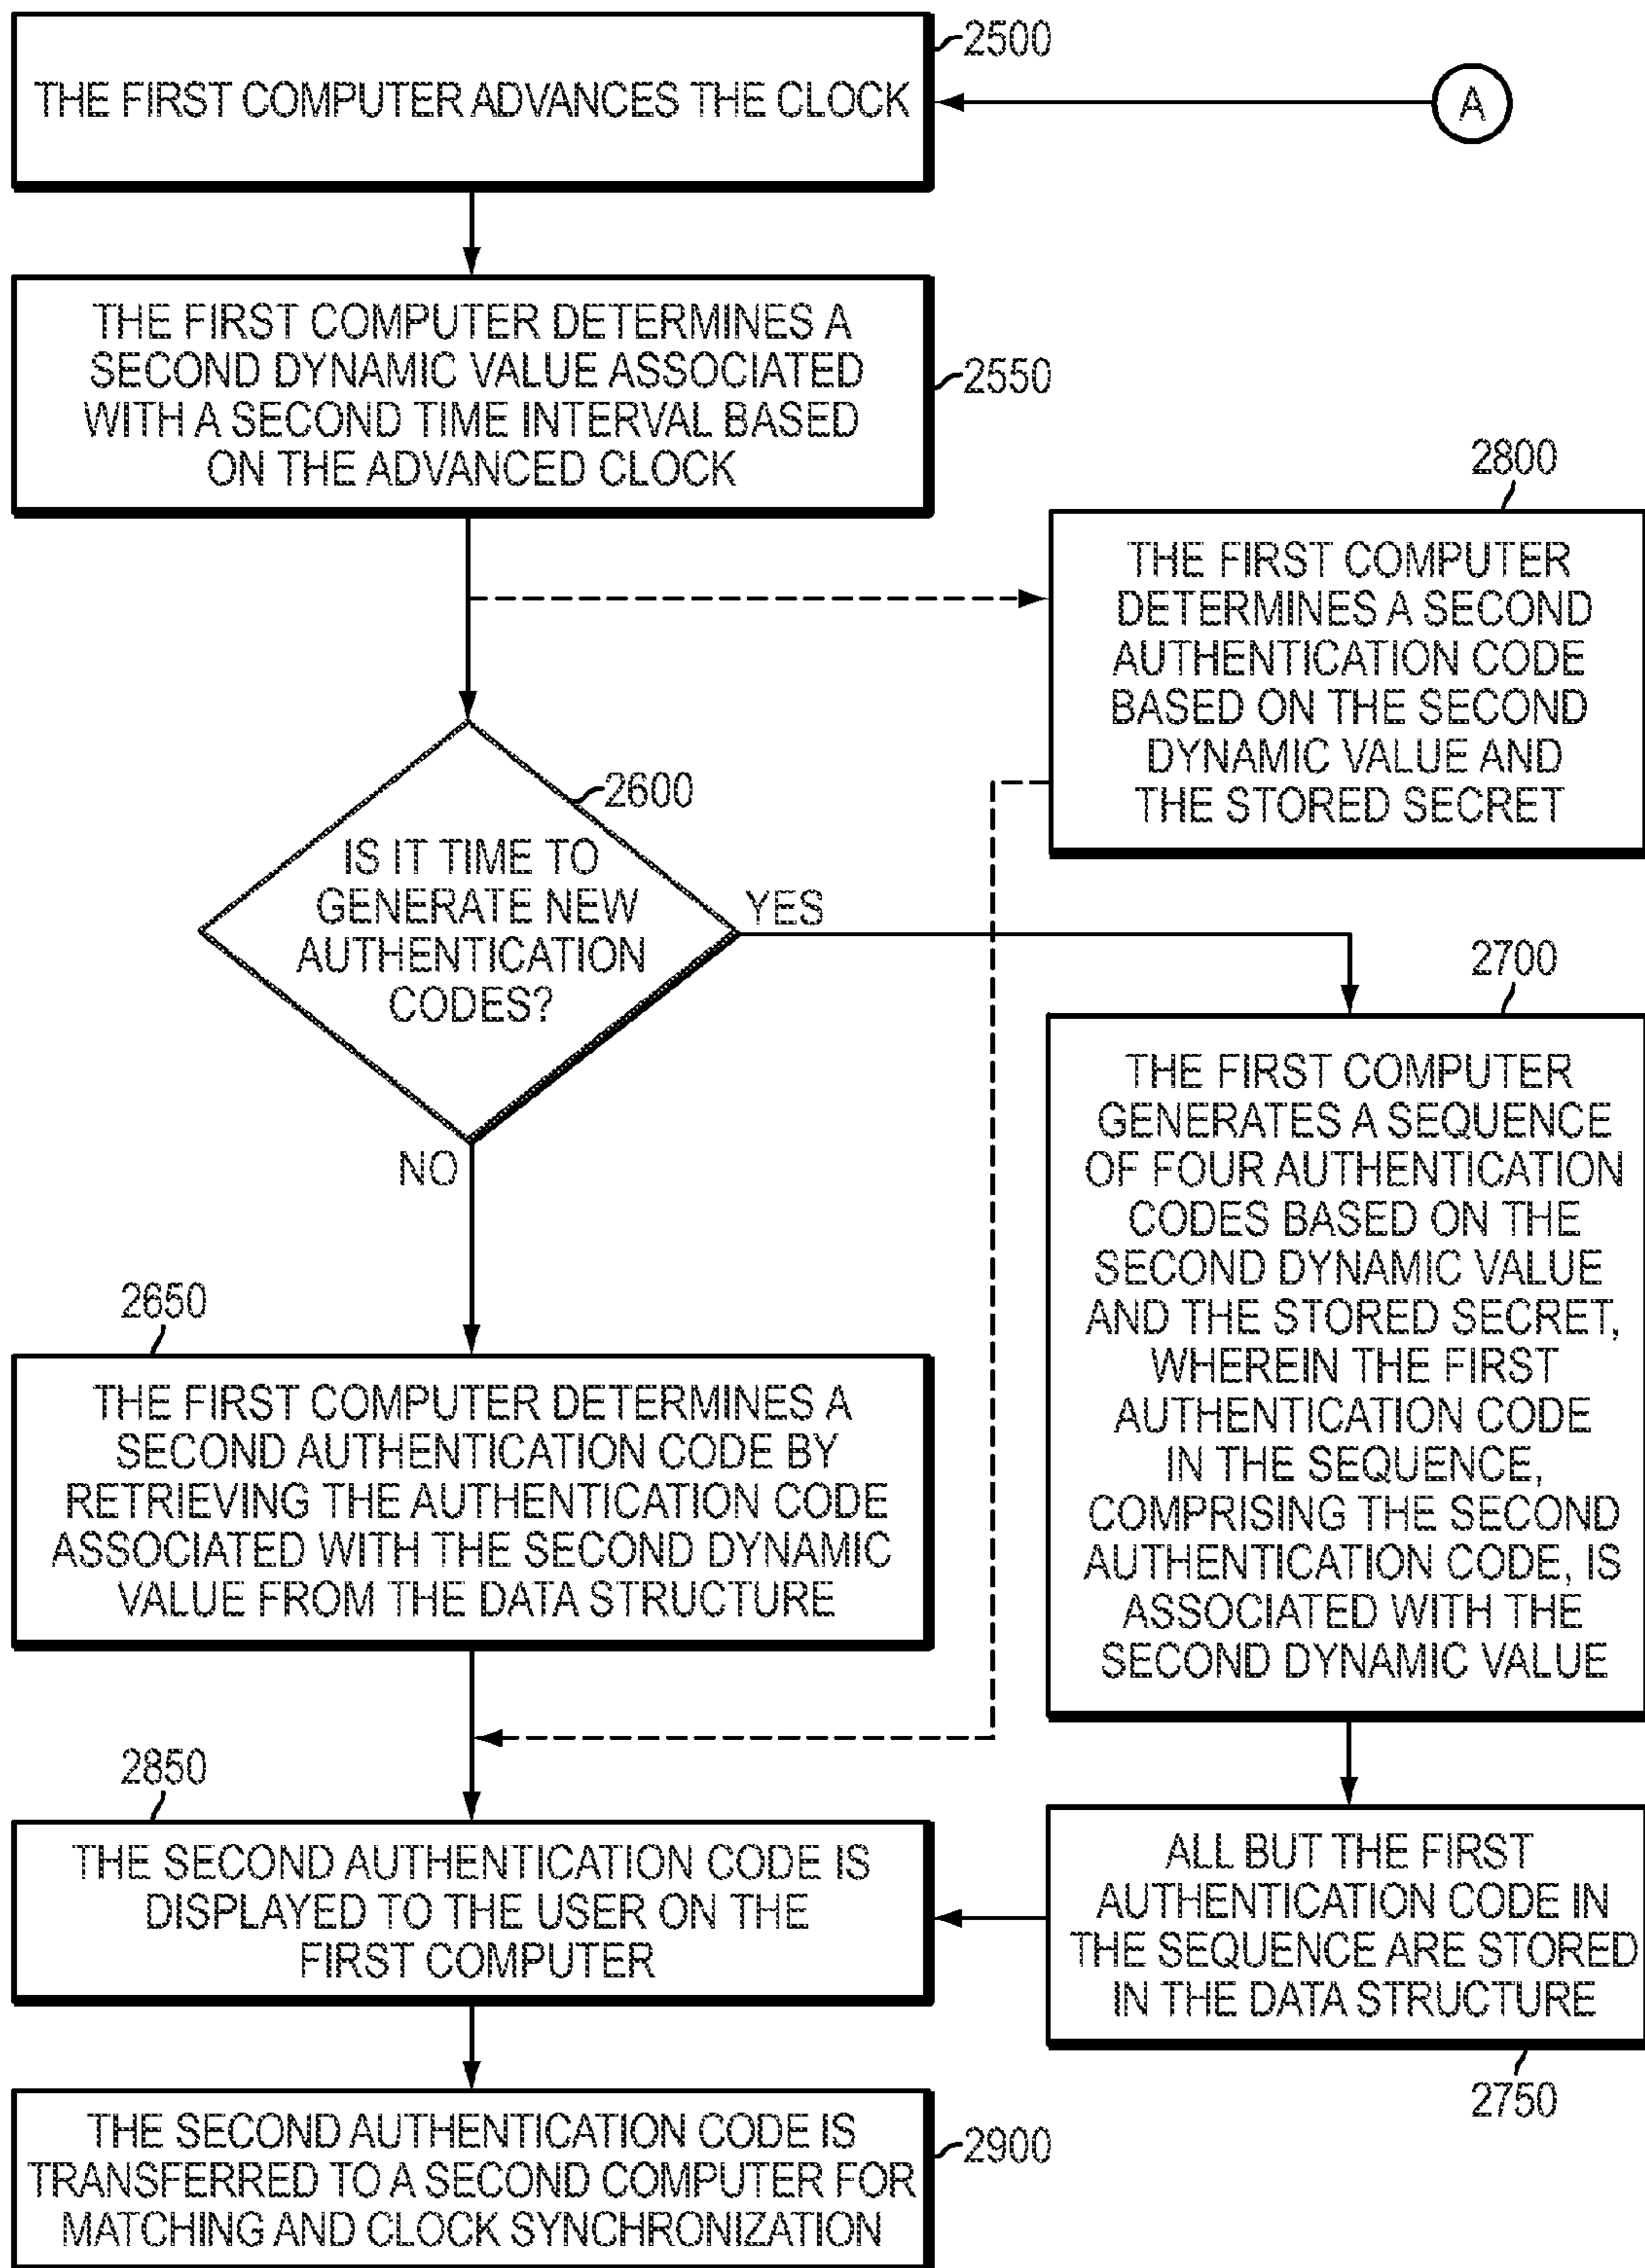 2500
THE FIRST COMPUTER ADVANCES THE CLOCK
A
THE FIRST COMPUTER DETERMINES A
SECOND DYNAMIC VALUE ASSOCIATED
WITH A SECOND TIME INTERVAL BASED
ON THE ADVANCED CLOCK
2550
2800
THE FIRST COMPUTER
DETERMINES A SECOND
AUTHENTICATION CODE
BASED ON THE SECOND
DYNAMIC VALUE AND
THE STORED SECRET
2600
IS IT TIME TO
GENERATE NEW
AUTHENTICATION
CODES?
YES
NO
2700
THE FIRST COMPUTER
GENERATES A SEQUENCE
OF FOUR AUTHENTICATION
CODES BASED ON THE
SECOND DYNAMIC VALUE
AND THE STORED SECRET,
WHEREIN THE FIRST
AUTHENTICATION CODE
IN THE SEQUENCE,
COMPRISING THE SECOND
AUTHENTICATION CODE, IS
ASSOCIATED WITH THE
SECOND DYNAMIC VALUE
2650
THE FIRST COMPUTER DETERMINES A
SECOND AUTHENTICATION CODE BY
RETRIEVING THE AUTHENTICATION CODE
ASSOCIATED WITH THE SECOND DYNAMIC
VALUE FROM THE DATA STRUCTURE
2850
THE SECOND AUTHENTICATION CODE IS
DISPLAYED TO THE USER ON THE
FIRST COMPUTER
ALL BUT THE FIRST
AUTHENTICATION CODE IN
THE SEQUENCE ARE STORED
IN THE DATA STRUCTURE
2750
THE SECOND AUTHENTICATION CODE IS
TRANSFERRED TO A SECOND COMPUTER FOR
MATCHING AND CLOCK SYNCHRONIZATION
2900